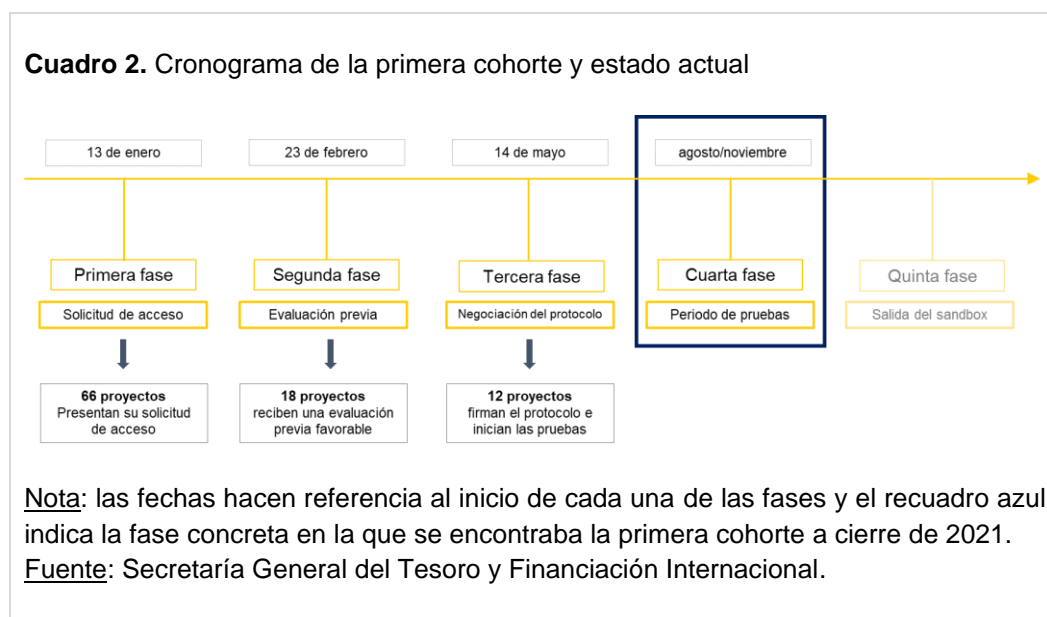 Cuadro 2. Cronograma de la primera cohorte y estado actual
13 de enero
23 de febrero
14 de mayo
agosto/noviembre
Primera fase
Segunda fase
Tercera fase
Cuarta fase
Quinta fase
Solicitud de acceso
Evaluación previa
Negociación del protocolo
Periodo de pruebas
Salida del sandbox
66 proyectos
Presentan su solicitud
de acceso
18 proyectos
reciben una evaluación
previa favorable
12 proyectos
firman el protocolo e
inician las pruebas
Nota: las fechas hacen referencia al inicio de cada una de las fases y el recuadro azul
indica la fase concreta en la que se encontraba la primera cohorte a cierre de 2021.
Fuente: Secretaría General del Tesoro y Financiación Internacional.